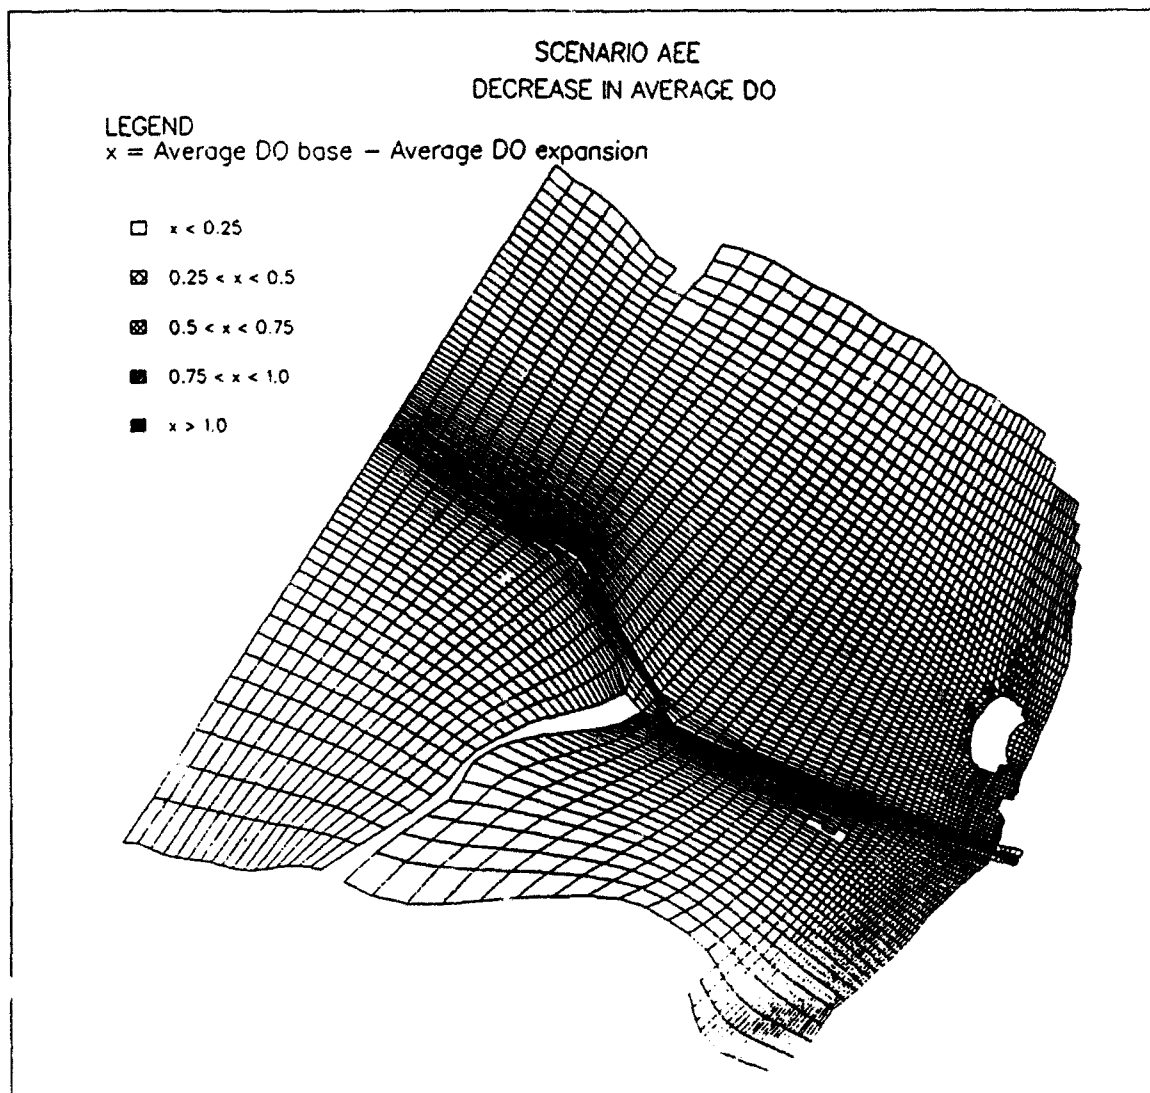 SCENARIO AEE
DECREASE IN AVERAGE DO
LEGEND
x = Average DO base – Average DO expansion
x < 0.25
0.25 < x < 0.5
0.5 < x < 0.75
0.75 < x < 1.0
x > 1.0